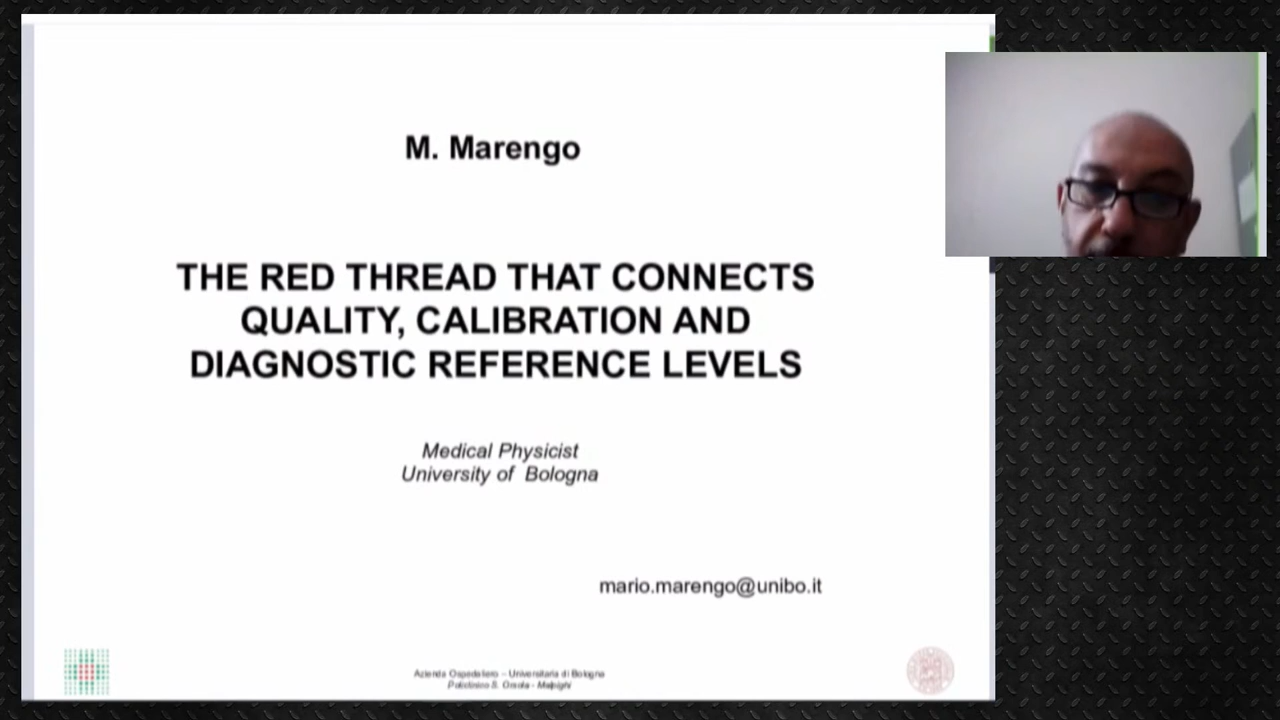 M. Marengo
THE RED THREAD THAT CONNECTS
QUALITY, CALIBRATION AND
DIAGNOSTIC REFERENCE LEVELS
Medical Physicist
University of Bologna
mario.marengo@unibo.it
Azienda Ospedaliero – Universitaria di Bologna
Policlinico S. Orsola - Malpighi